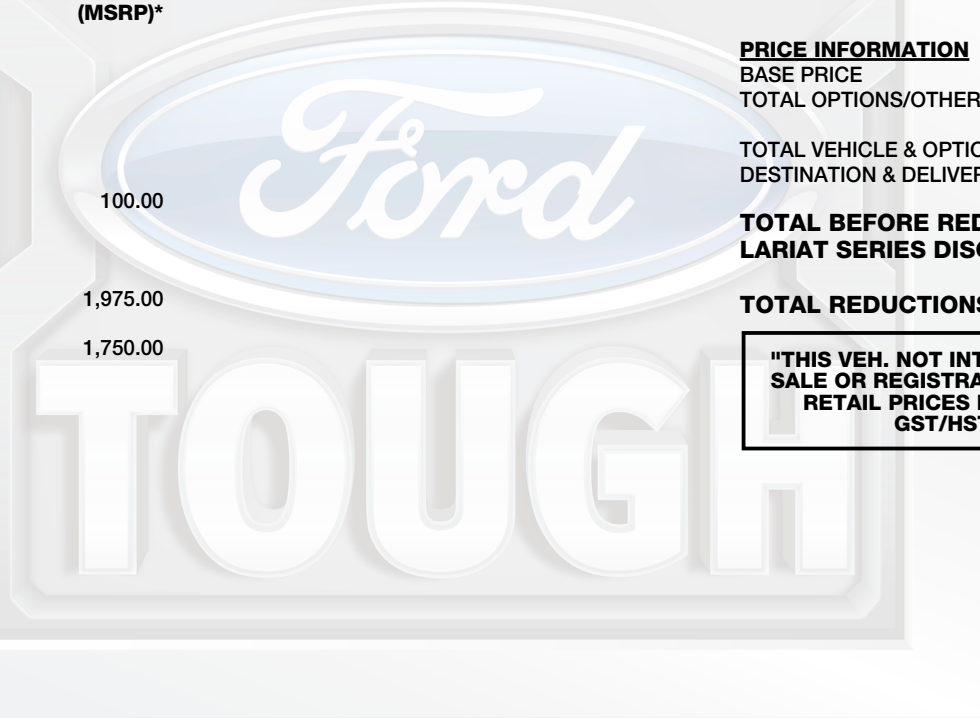 (MSRP)*
Ford
100.00
1,975.00
1,750.00
TOUGH
PRICE INFORMATION
BASE PRICE
TOTAL OPTIONS/OTHER
TOTAL VEHICLE & OPTIO
DESTINATION & DELIVER
TOTAL BEFORE RED
LARIAT SERIES DISC
TOTAL REDUCTIONS
"THIS VEH. NOT INT
SALE OR REGISTRA
RETAIL PRICES
GST/HST